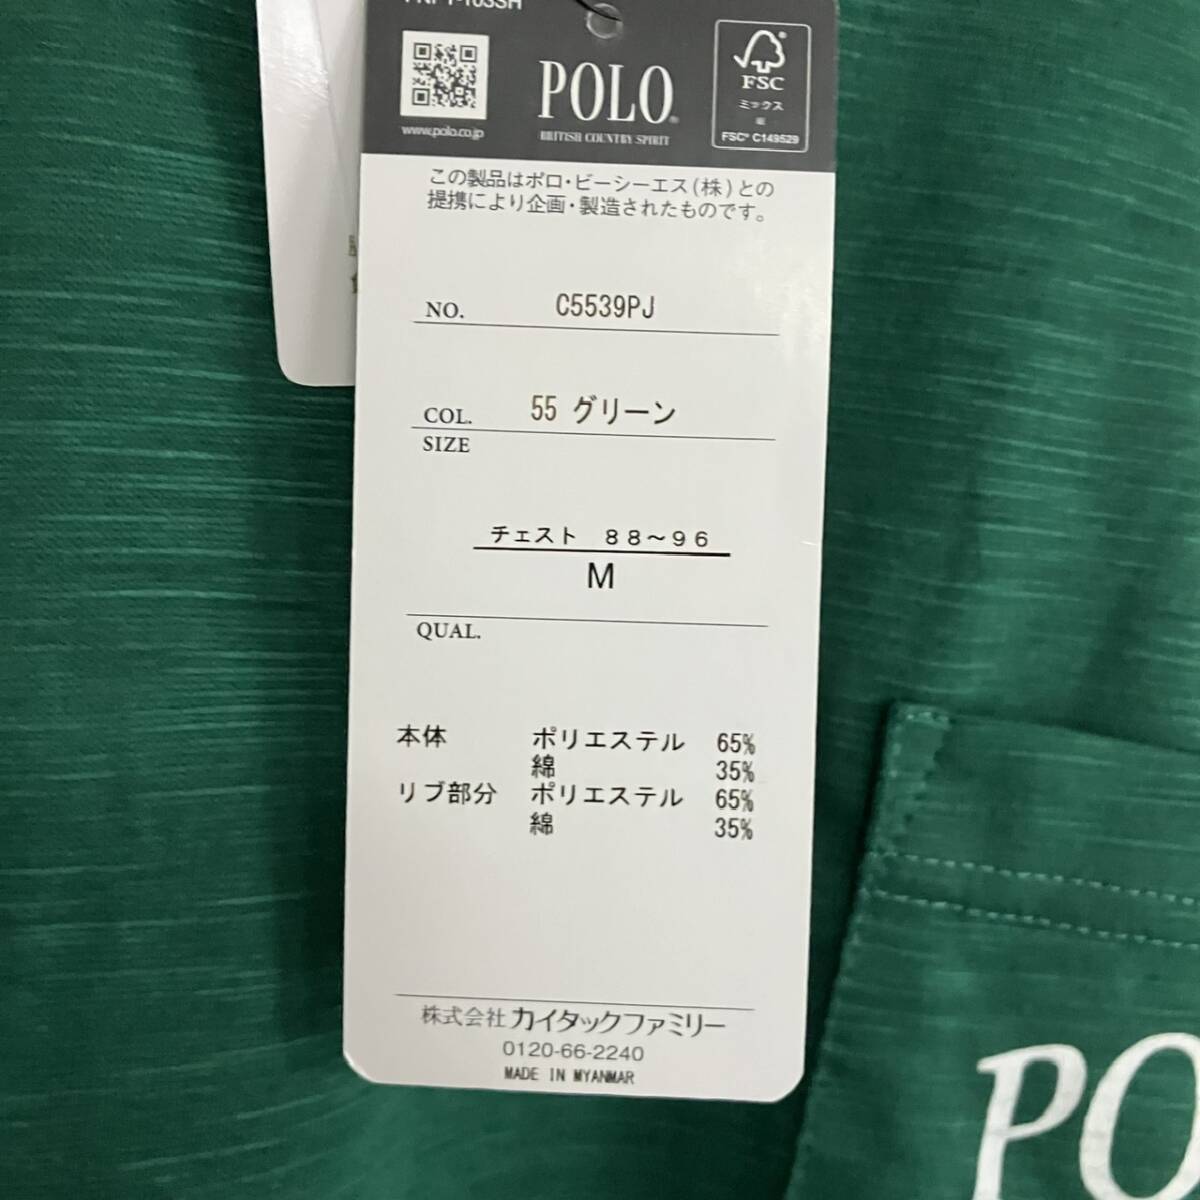 www.polo.co.jp
POLO®
BRITISH COUNTRY SPIRIT
FSC
ミックス
紙
FSC® C149529
この製品はポロ・ビーシーエス(株)との
提携により企画・製造されたものです。
NO. C5539PJ
COL. 55 グリーン
SIZE
チェスト 88～96
M
QUAL.
本体 ポリエステル 65%
綿 35%
リブ部分 ポリエステル 65%
綿 35%
株式会社カイタックファミリー
0120-66-2240
MADE IN MYANMAR
PO